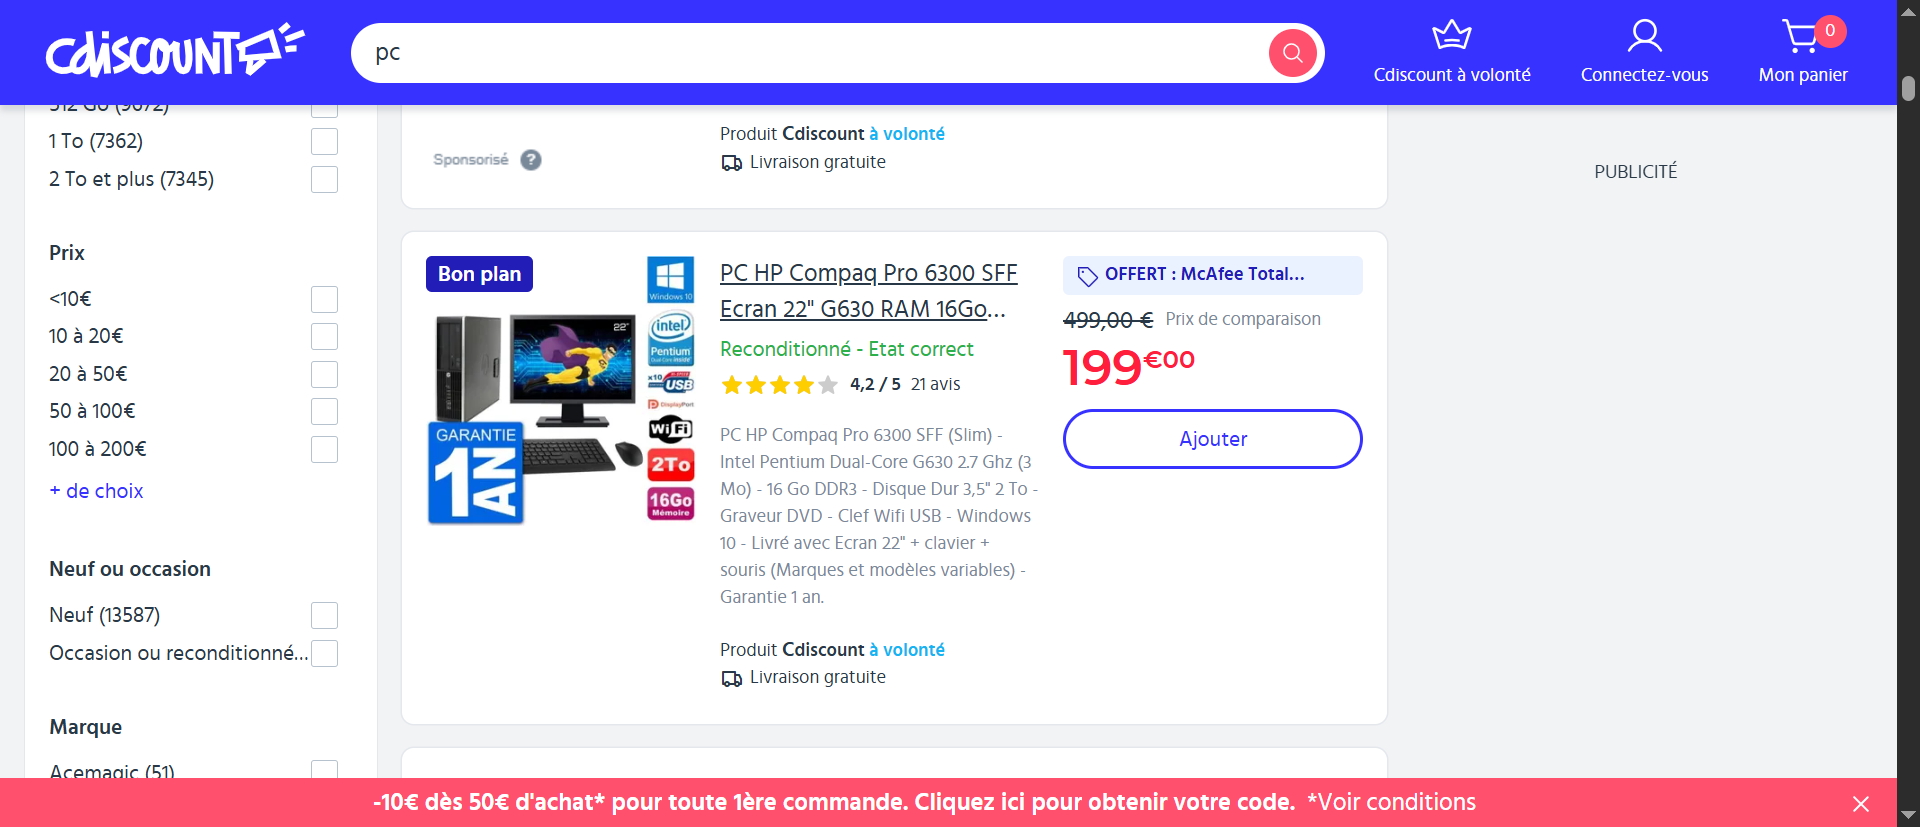 cdiscount
pc
Cdiscount à volonté
Connectez-vous
0
Mon panier
512 Go (9672)
1 To (7362)
2 To et plus (7345)
Prix
<10€
10 à 20€
20 à 50€
50 à 100€
100 à 200€
+ de choix
Neuf ou occasion
Neuf (13587)
Occasion ou reconditionné...
Marque
Acemagic (51)
Sponsorisé ?
Produit Cdiscount à volonté
Livraison gratuite
PUBLICITÉ
Bon plan
Windows 10
22"
intel
Pentium
Dual-Core inside
x10 USB
DisplayPort
WiFi
2To
16Go
Mémoire
GARANTIE
1 AN
PC HP Compaq Pro 6300 SFF
Ecran 22" G630 RAM 16Go...
Reconditionné - Etat correct
4,2 / 5 21 avis
PC HP Compaq Pro 6300 SFF (Slim) -
Intel Pentium Dual-Core G630 2.7 Ghz (3
Mo) - 16 Go DDR3 - Disque Dur 3,5" 2 To -
Graveur DVD - Clef Wifi USB - Windows
10 - Livré avec Ecran 22" + clavier +
souris (Marques et modèles variables) -
Garantie 1 an.
Produit Cdiscount à volonté
Livraison gratuite
OFFERT : McAfee Total...
499,00 € Prix de comparaison
199€00
Ajouter
-10€ dès 50€ d'achat* pour toute 1ère commande. Cliquez ici pour obtenir votre code. *Voir conditions